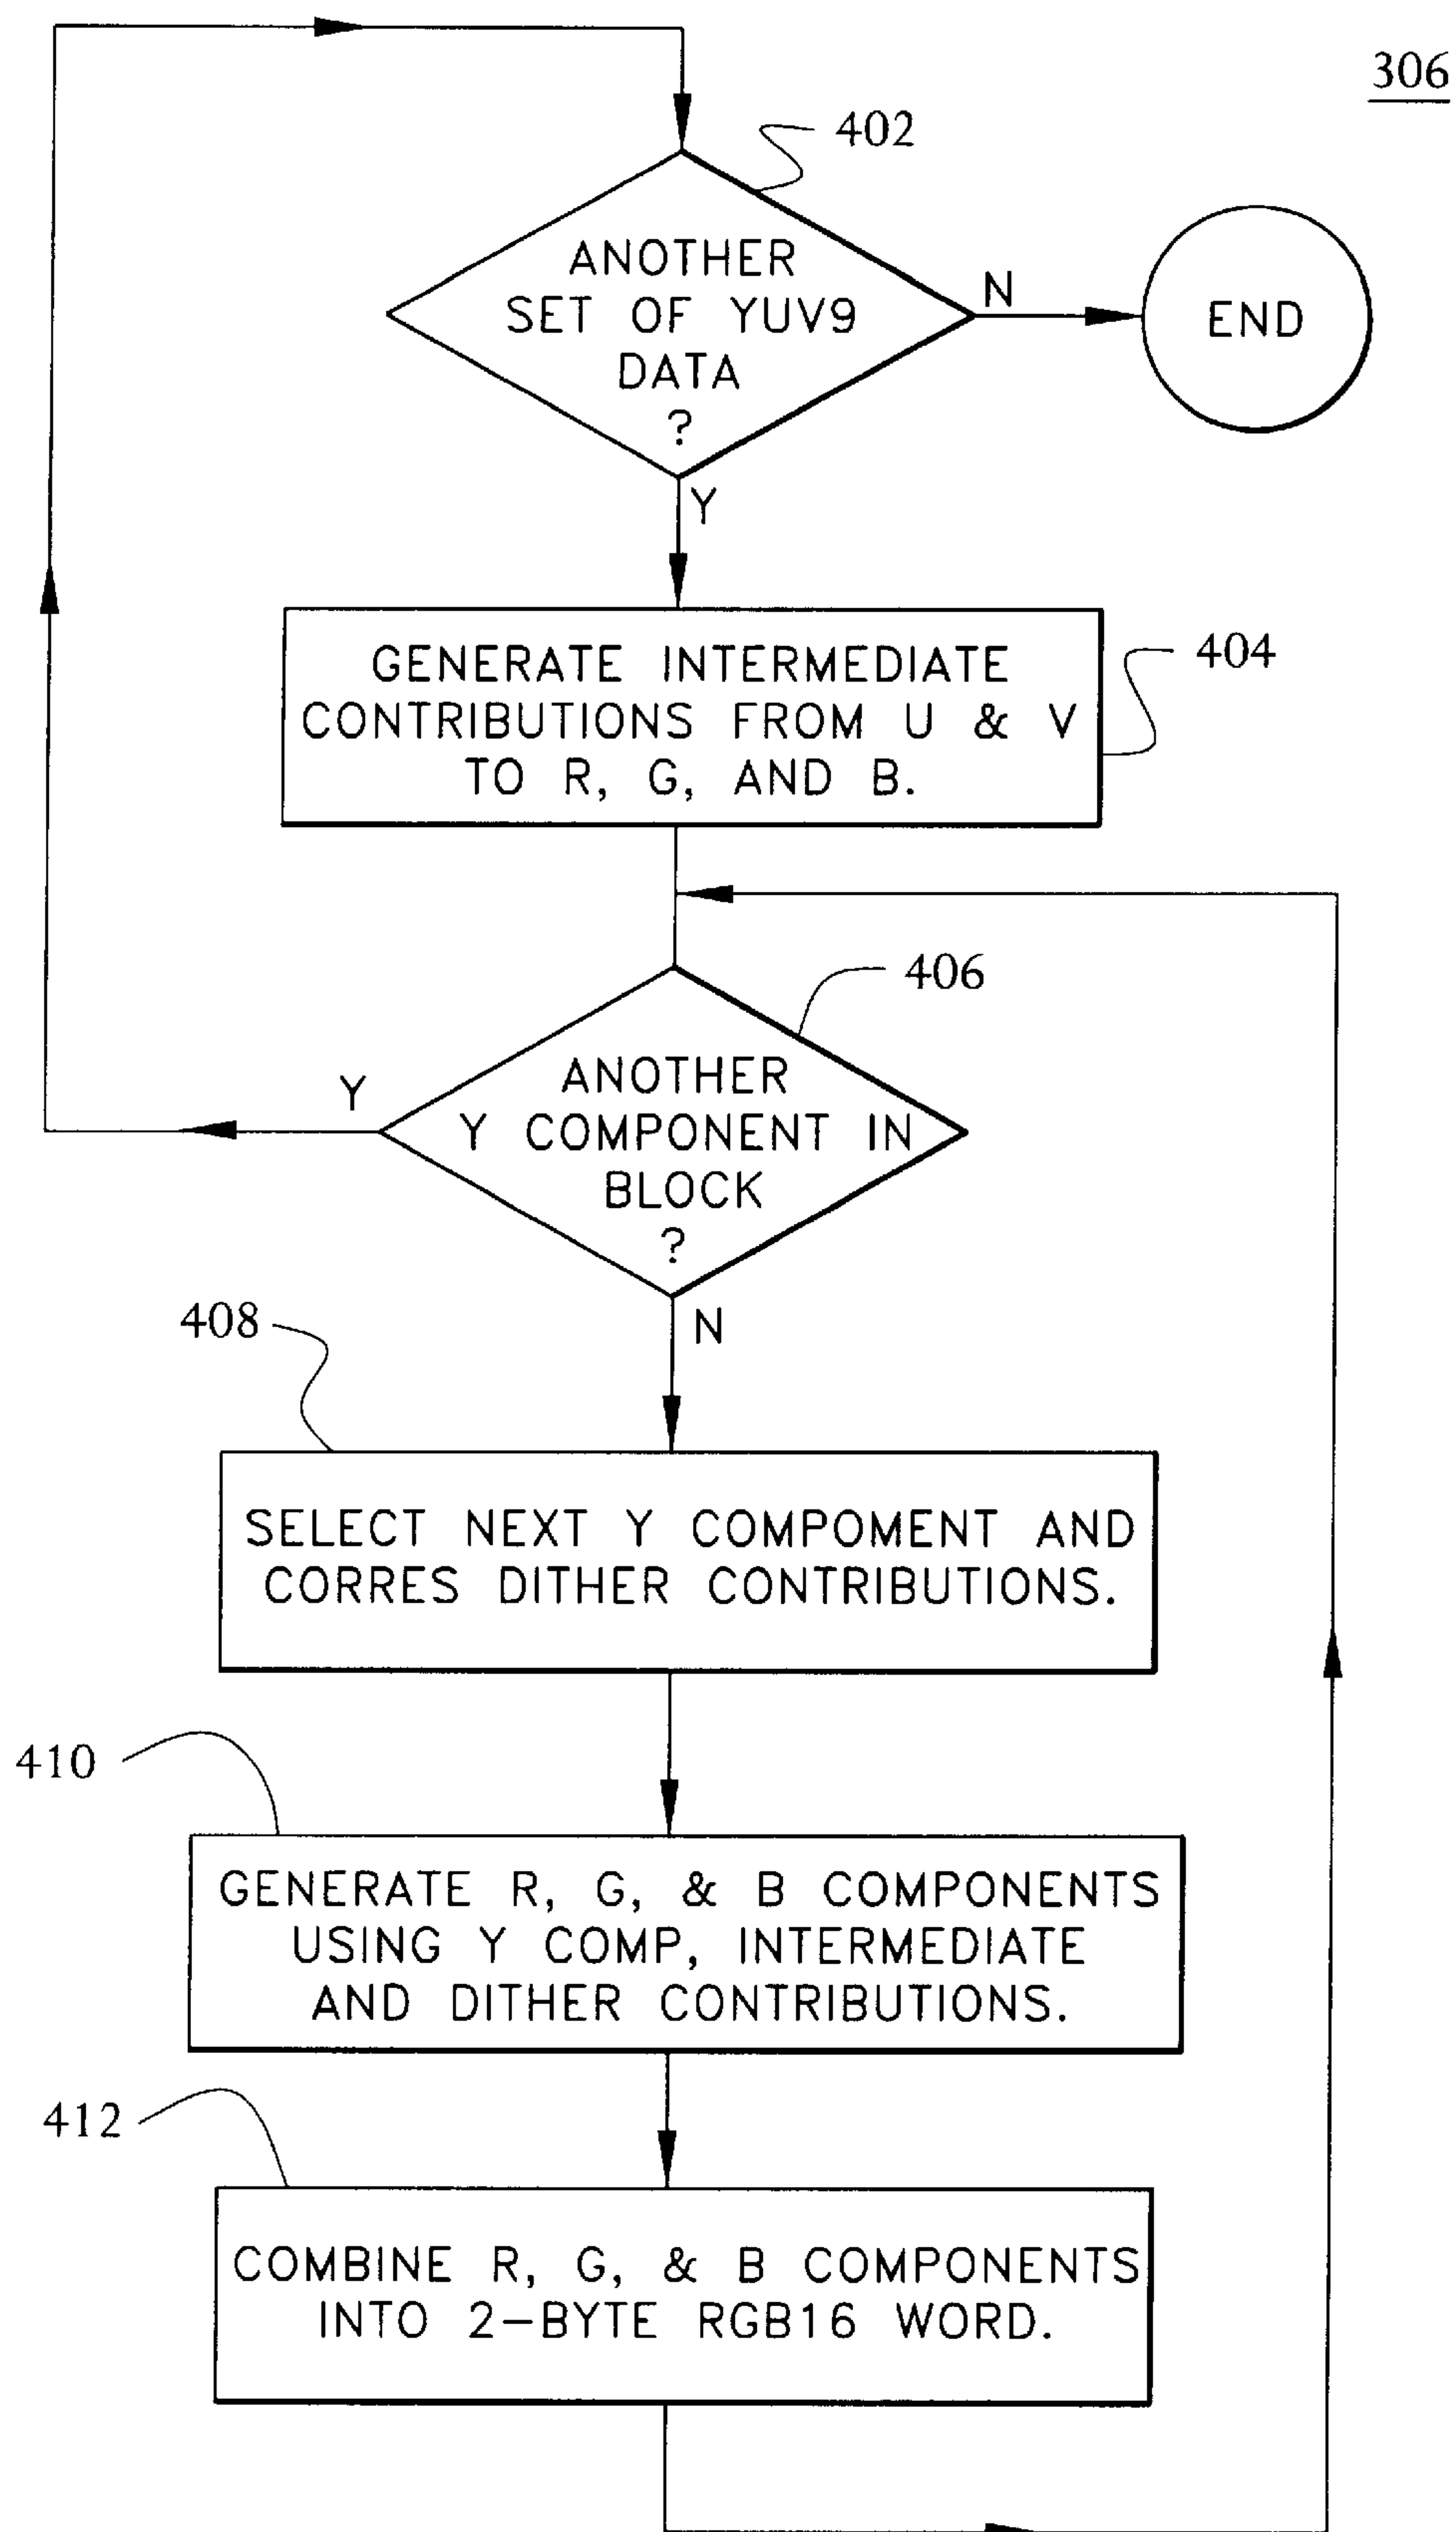 306
402
ANOTHER
SET OF YUV9
DATA
?
N
END
Y
GENERATE INTERMEDIATE
CONTRIBUTIONS FROM U & V
TO R, G, AND B.
404
406
ANOTHER
Y COMPONENT IN
BLOCK
?
Y
N
408
SELECT NEXT Y COMPOMENT AND
CORRES DITHER CONTRIBUTIONS.
410
GENERATE R, G, & B COMPONENTS
USING Y COMP, INTERMEDIATE
AND DITHER CONTRIBUTIONS.
412
COMBINE R, G, & B COMPONENTS
INTO 2-BYTE RGB16 WORD.